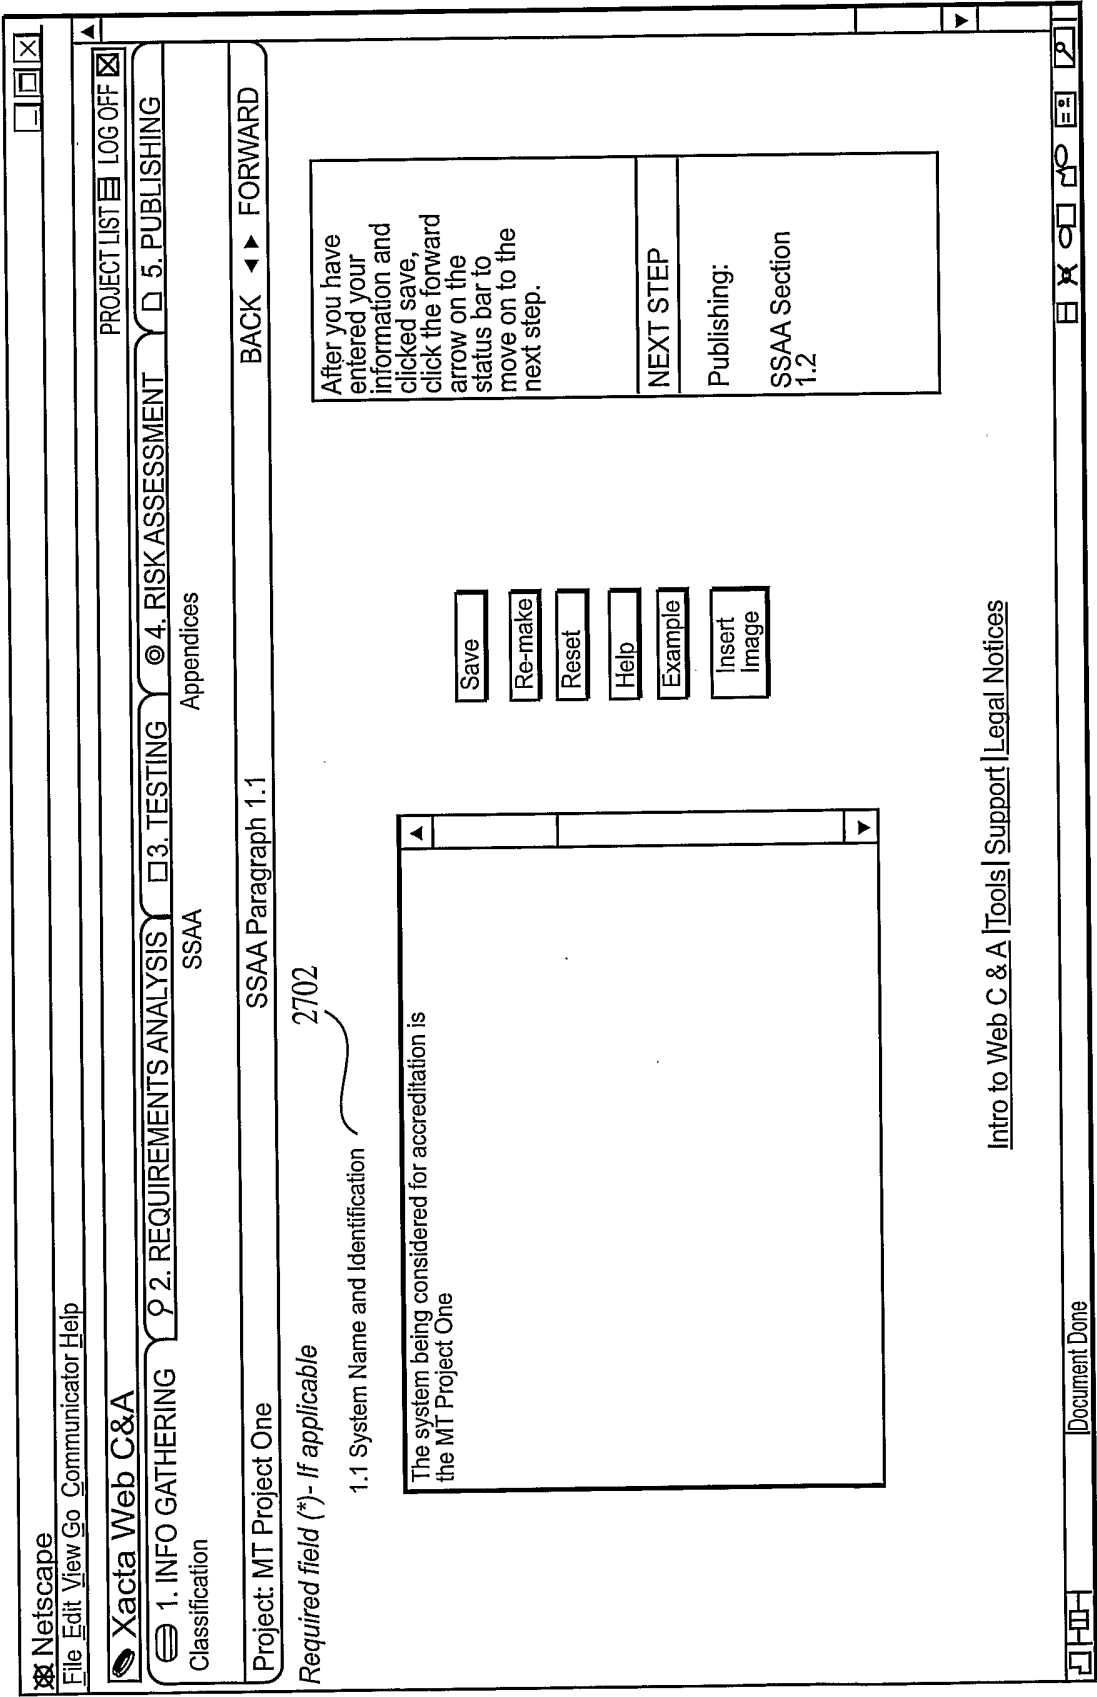 Netscape
File Edit View Go Communicator Help
Xacta Web C&A
PROJECT LIST LOG OFF
1. INFO GATHERING
2. REQUIREMENTS ANALYSIS
3. TESTING
4. RISK ASSESSMENT
5. PUBLISHING
Classification
SSAA
Appendices
Project: MT Project One
SSAA Paragraph 1.1
BACK FORWARD
Required field (*)- If applicable
2702
1.1 System Name and Identification
The system being considered for accreditation is
the MT Project One
Save
Re-make
Reset
Help
Example
Insert
image
After you have
entered your
information and
clicked save,
click the forward
arrow on the
status bar to
move on to the
next step.
NEXT STEP
Publishing:
SSAA Section
1.2
Intro to Web C & A |Tools| Support|Legal Notices
Document Done